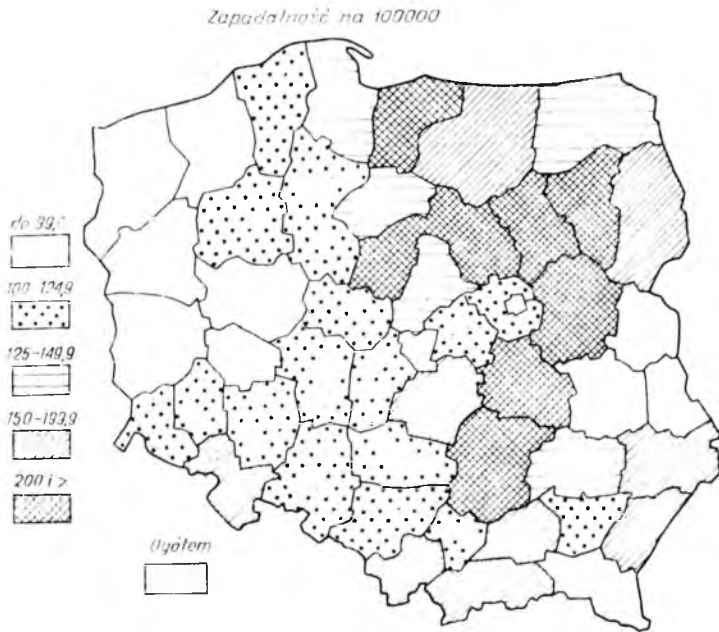 Zapadalność na 100000
do 99,9
100-124,9
125-149,9
150-199,9
200 i >
Ogółem